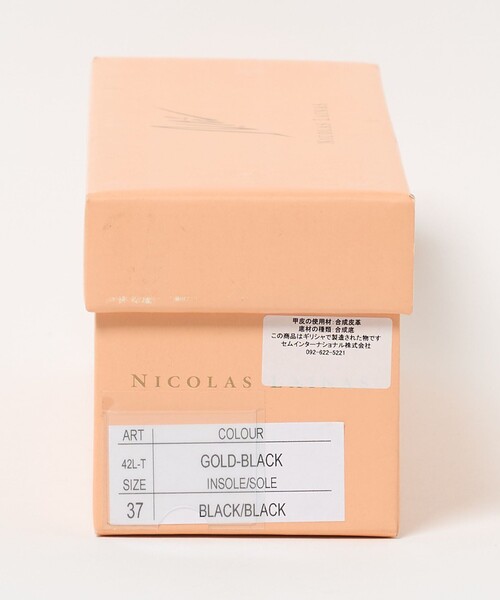 甲皮の使用材:合成皮革
底材の種類:合成底
この商品はギリシャで製造された物です
セムインターナショナル株式会社
092-622-5221
NICOLAS
ART COLOUR
42L-T GOLD-BLACK
SIZE INSOLE/SOLE
37 BLACK/BLACK